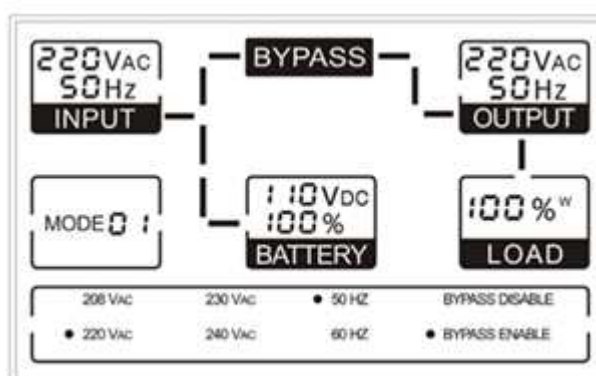 220VAC
50Hz
INPUT
BYPASS
220VAC
50Hz
OUTPUT
MODE 01
110VDC
100%
BATTERY
100%W
LOAD
208 VAC 230 VAC • 50 HZ BYPASS DISABLE
• 220 VAC 240 VAC 60 HZ • BYPASS ENABLE